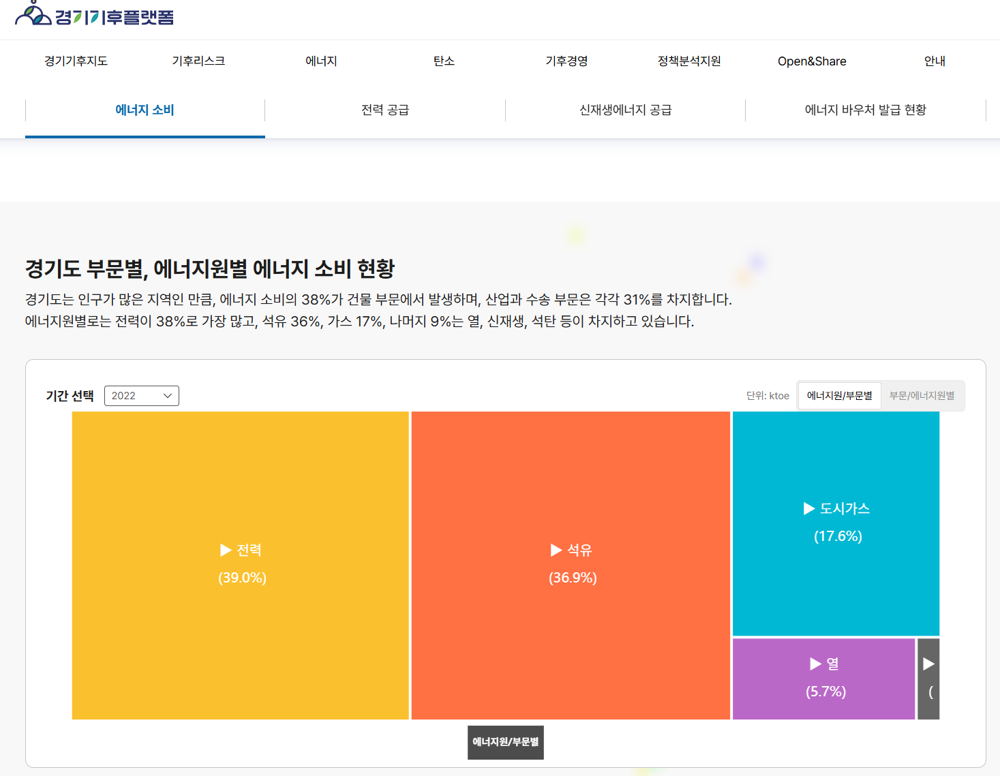 경기기후플랫폼
경기기후지도 기후리스크 에너지 탄소 기후경영 정책분석지원 Open&Share 안내
에너지 소비 전력 공급 신재생에너지 공급 에너지 바우처 발급 현황
경기도 부문별, 에너지원별 에너지 소비 현황
경기도는 인구가 많은 지역인 만큼, 에너지 소비의 38%가 건물 부문에서 발생하며, 산업과 수송 부문은 각각 31%를 차지합니다.
에너지원별로는 전력이 38%로 가장 많고, 석유 36%, 가스 17%, 나머지 9%는 열, 신재생, 석탄 등이 차지하고 있습니다.
기간 선택 2022 단위: ktoe 에너지원/부문별 부문/에너지원별
▶ 전력
(39.0%)
▶ 석유
(36.9%)
▶ 도시가스
(17.6%)
▶ 열
(5.7%)
▶
(
에너지원/부문별